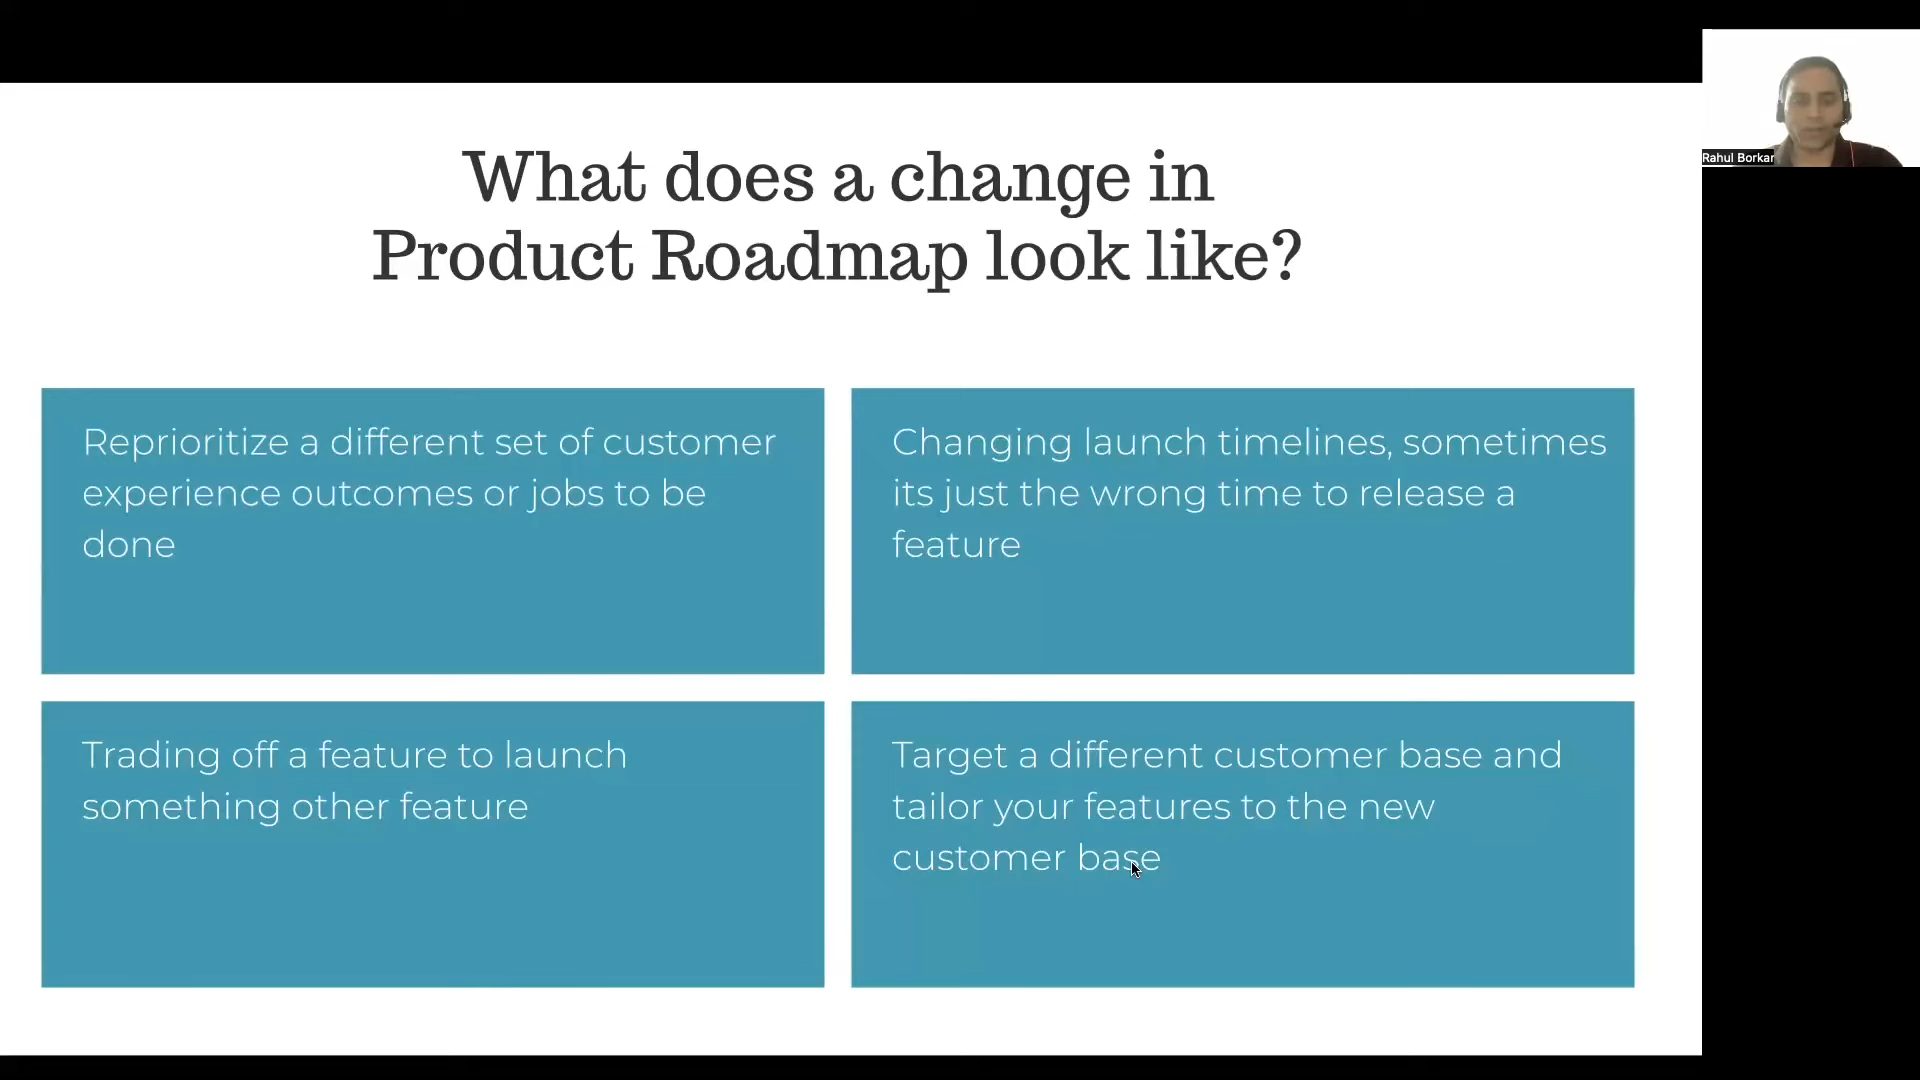 What does a change in
Product Roadmap look like?
Rahul Borkar
Reprioritize a different set of customer
experience outcomes or jobs to be
done
Changing launch timelines, sometimes
its just the wrong time to release a
feature
Trading off a feature to launch
something other feature
Target a different customer base and
tailor your features to the new
customer base